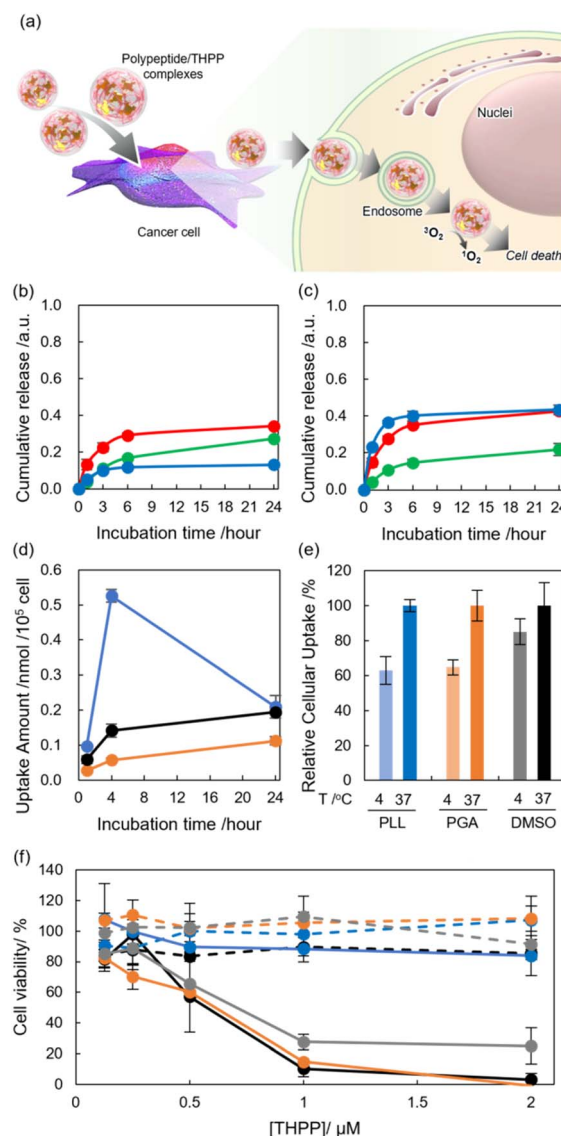 (a)
Polypeptide/THPP
complexes
Cancer cell
Nuclei
Endosome
³O₂
¹O₂
Cell death
(b)
Cumulative release /a.u.
1.0
0.8
0.6
0.4
0.2
0.0
0 3 6 9 12 15 18 21 24
Incubation time /hour
(c)
Cumulative release /a.u.
1.0
0.8
0.6
0.4
0.2
0.0
0 3 6 9 12 15 18 21 24
Incubation time /hour
(d)
Uptake Amount /nmol /10⁵ cell
0.6
0.5
0.4
0.3
0.2
0.1
0.0
0 4 8 12 16 20 24
Incubation time /hour
(e)
Relative Cellular Uptake /%
120
100
80
60
40
20
0
T /°C 4 37 4 37 4 37
PLL PGA DMSO
(f)
Cell viability/ %
140
120
100
80
60
40
20
0
0 0.5 1 1.5 2
[THPP]/ μM